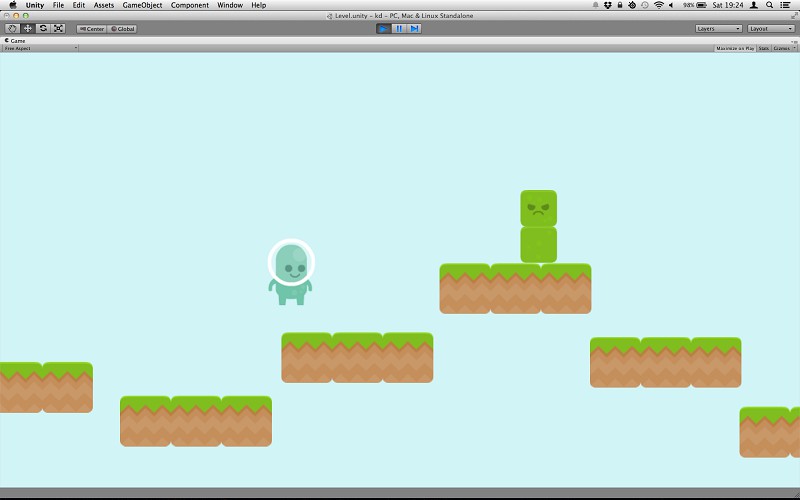 Unity File Edit Assets GameObject Component Window Help 98% Sat 19:24
Level.unity - kd - PC, Mac & Linux Standalone
Center Global Layers Layout
Game
Free Aspect Maximize on Play Stats Gizmos